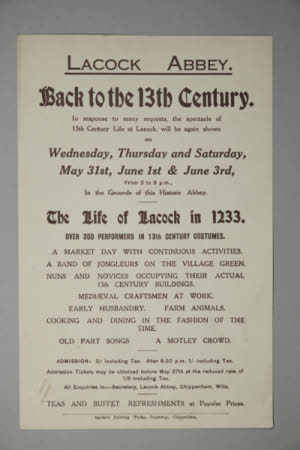 LACOCK ABBEY.
Back to the 13th Century.
In response to many requests, the spectacle of
13th Century Life at Lacock, will be again shown
on
Wednesday, Thursday and Saturday,
May 31st, June 1st & June 3rd,
From 3 to 8 p.m.,
In the Grounds of this Historic Abbey.
The Life of Lacock in 1233.
OVER 300 PERFORMERS IN 13TH CENTURY COSTUMES.
A MARKET DAY WITH CONTINUOUS ACTIVITIES.
A BAND OF JONGLEURS ON THE VILLAGE GREEN.
NUNS AND NOVICES OCCUPYING THEIR ACTUAL
13th CENTURY BUILDINGS.
MEDIÆVAL CRAFTSMEN AT WORK.
EARLY HUSBANDRY. FARM ANIMALS.
COOKING AND DINING IN THE FASHION OF THE
TIME.
OLD PART SONGS A MOTLEY CROWD.
ADMISSION: 2/- including Tax. After 6:30 p.m. 1/- including Tax.
Admission Tickets may be obtained before May 27th at the reduced rate of
1/6 including Tax.
All Enquiries to:—Secretary, Lacock Abbey, Chippenham, Wilts.
TEAS AND BUFFET REFRESHMENTS at Popular Prices.
Printing Works, Chippenham.